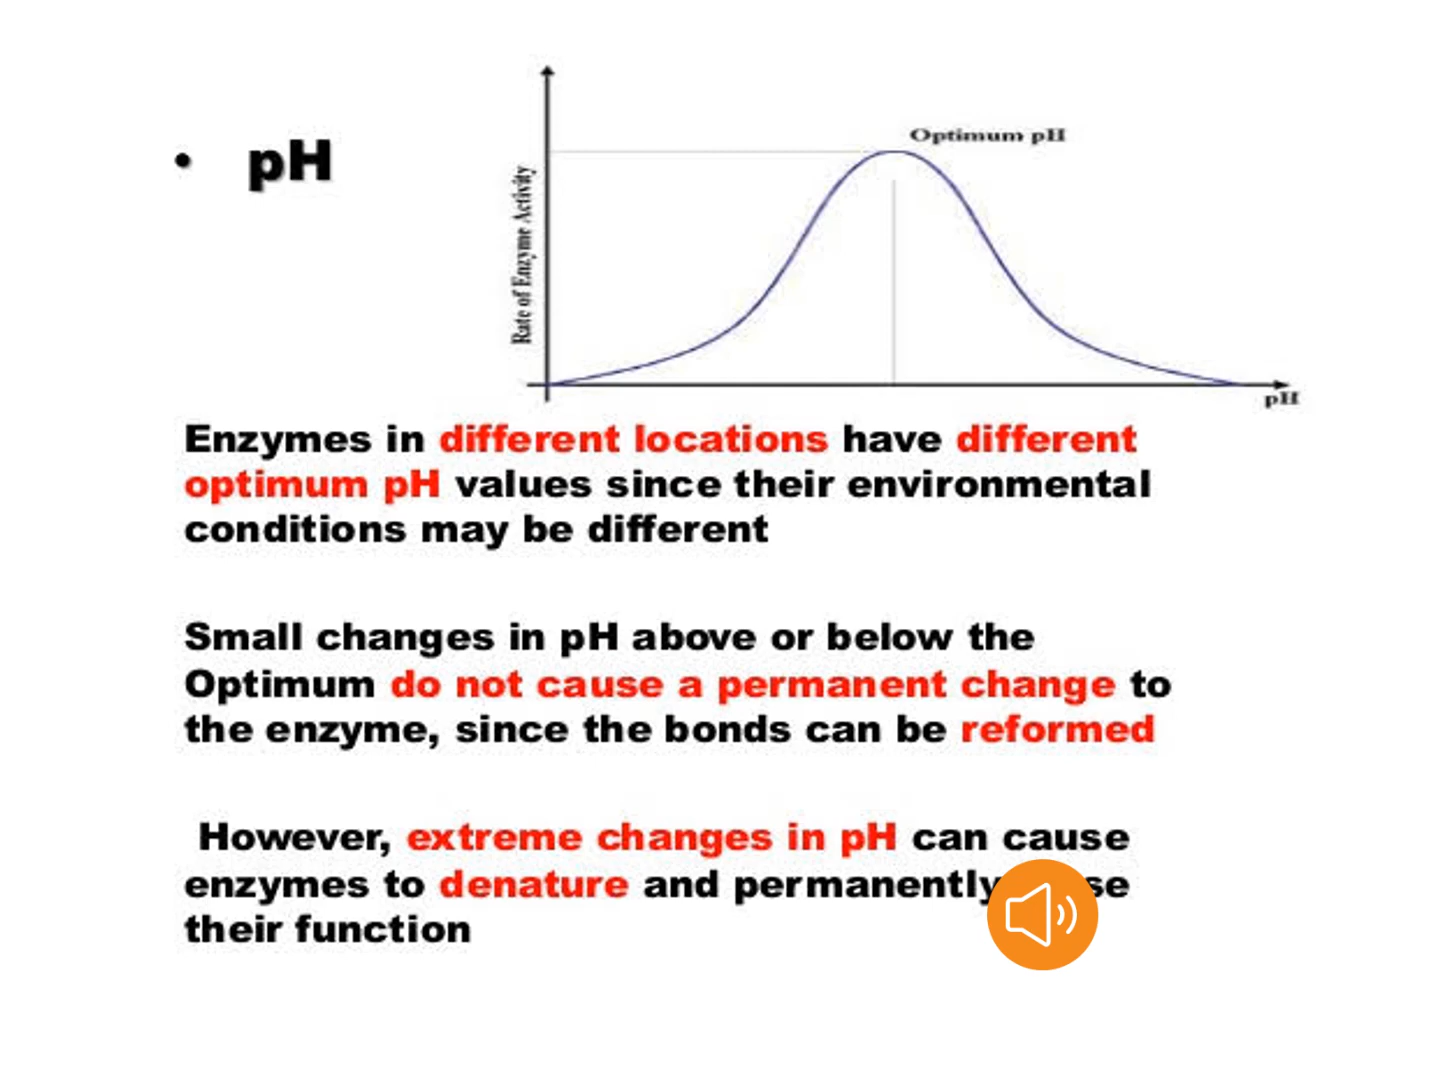 • pH
Optimum pH
Rate of Enzyme Activity
pH
Enzymes in different locations have different
optimum pH values since their environmental
conditions may be different
Small changes in pH above or below the
Optimum do not cause a permanent change to
the enzyme, since the bonds can be reformed
However, extreme changes in pH can cause
enzymes to denature and permanently
their function